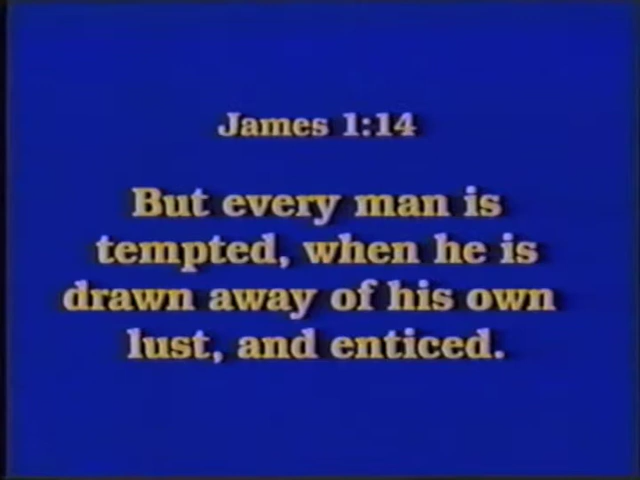 James 1:14
But every man is
tempted, when he is
drawn away of his own
lust, and enticed.